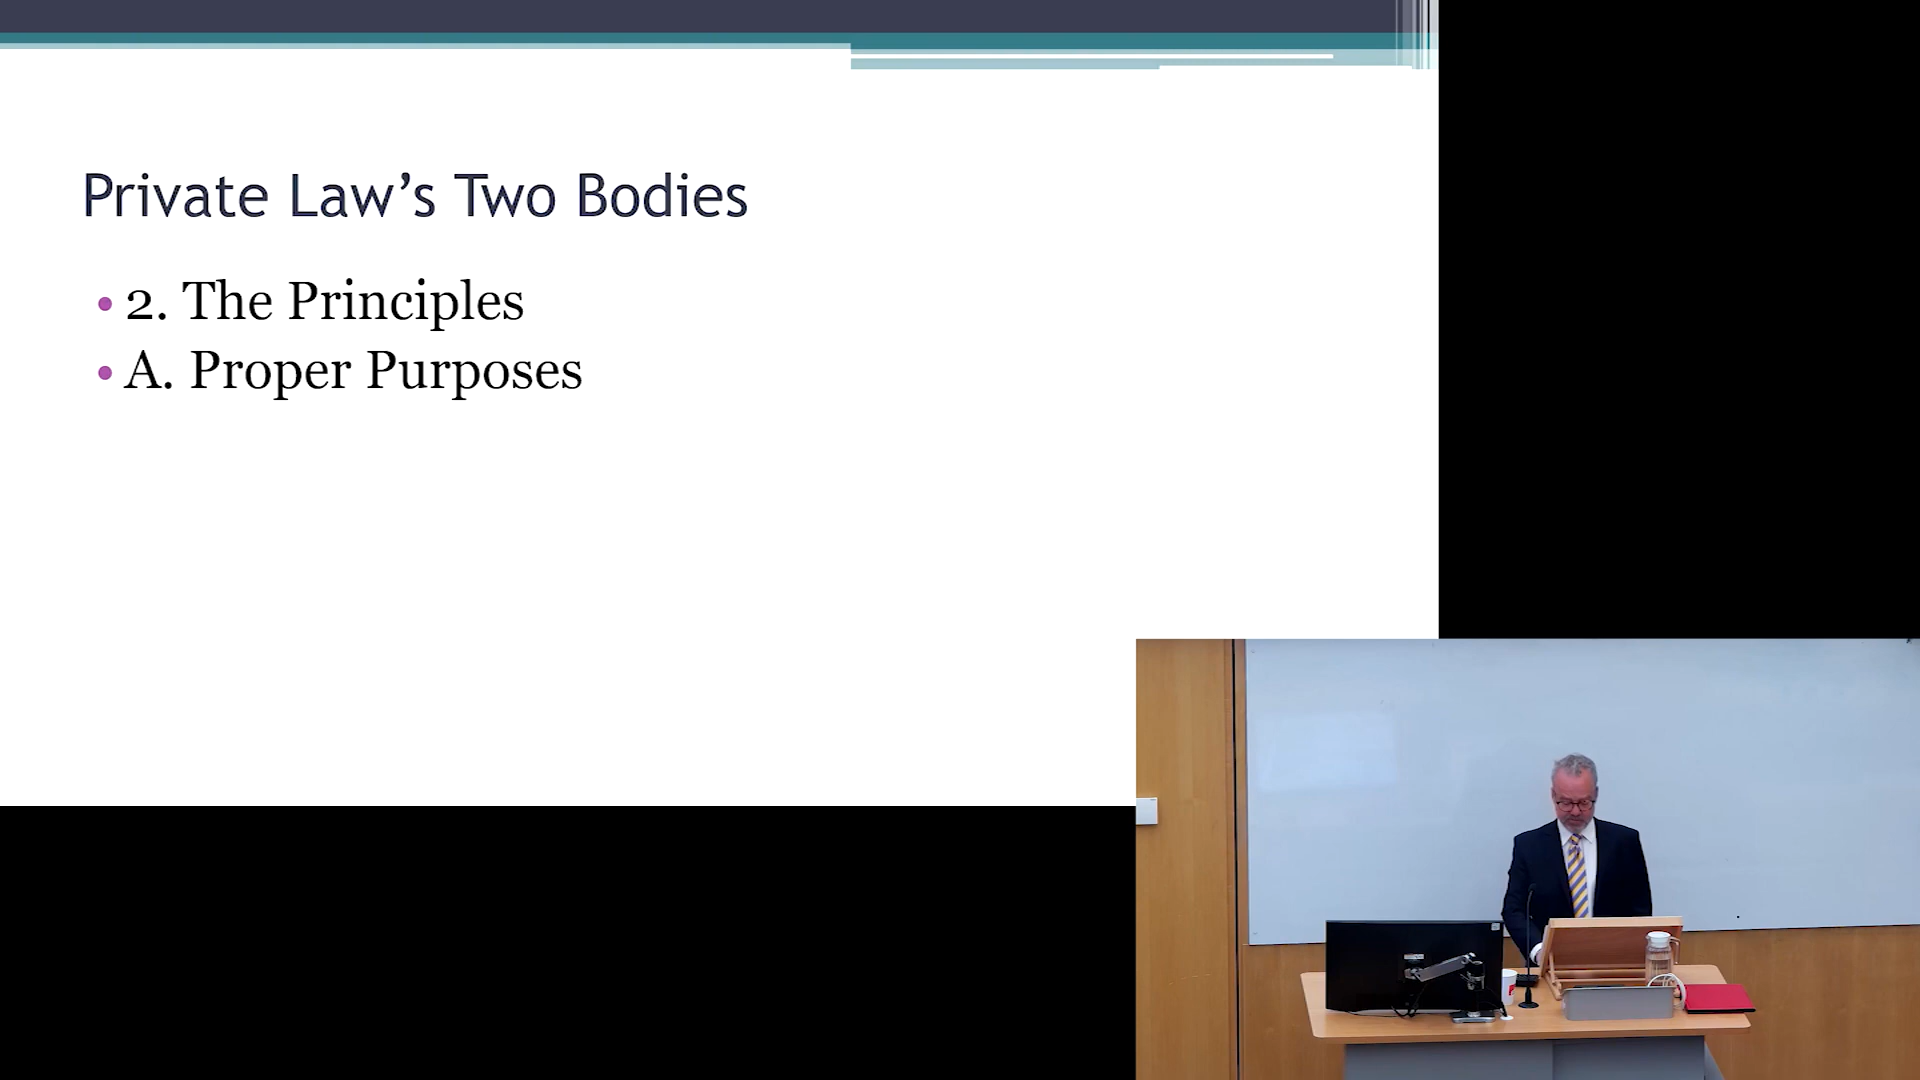 Private Law’s Two Bodies
• 2. The Principles
• A. Proper Purposes